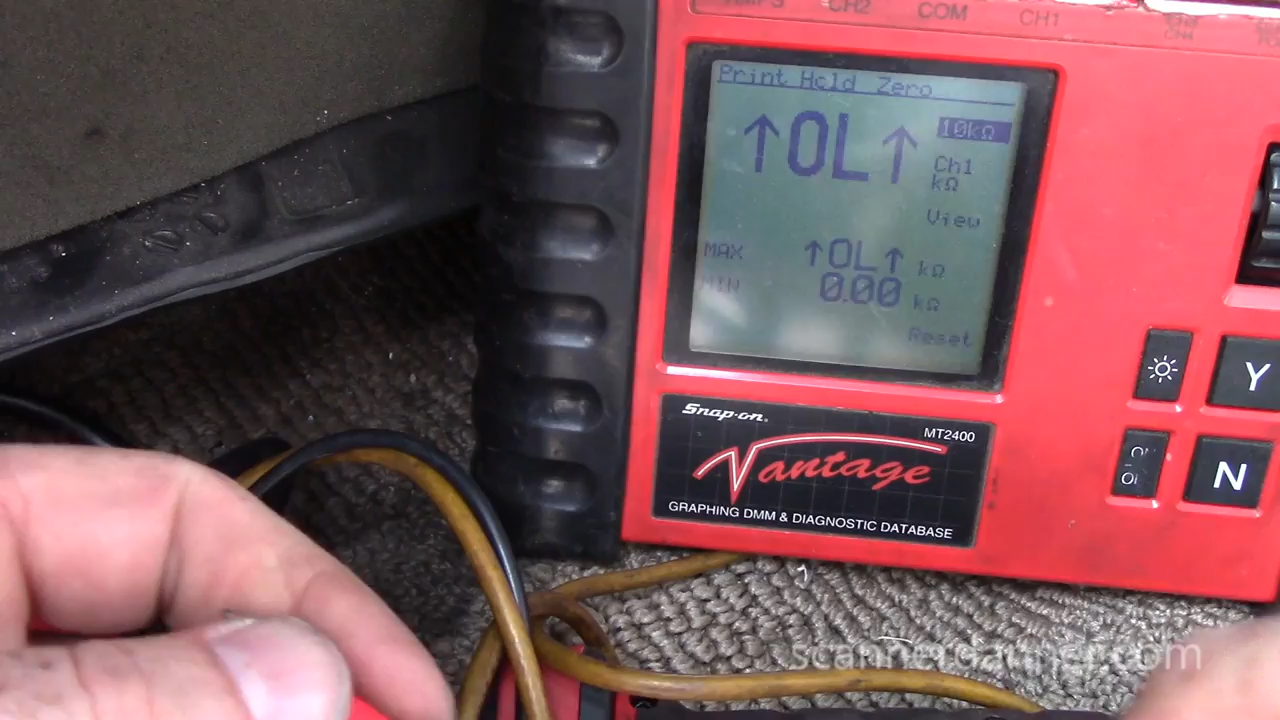 AMPS CH2 COM CH1
Print Hold Zero
↑OL↑ 10kΩ
Ch1
kΩ
View
MAX ↑OL↑ kΩ
MIN 0.00 kΩ
Reset
Snap-on.
MT2400
Vantage
GRAPHING DMM & DIAGNOSTIC DATABASE
Y
N
scannerdanner.com